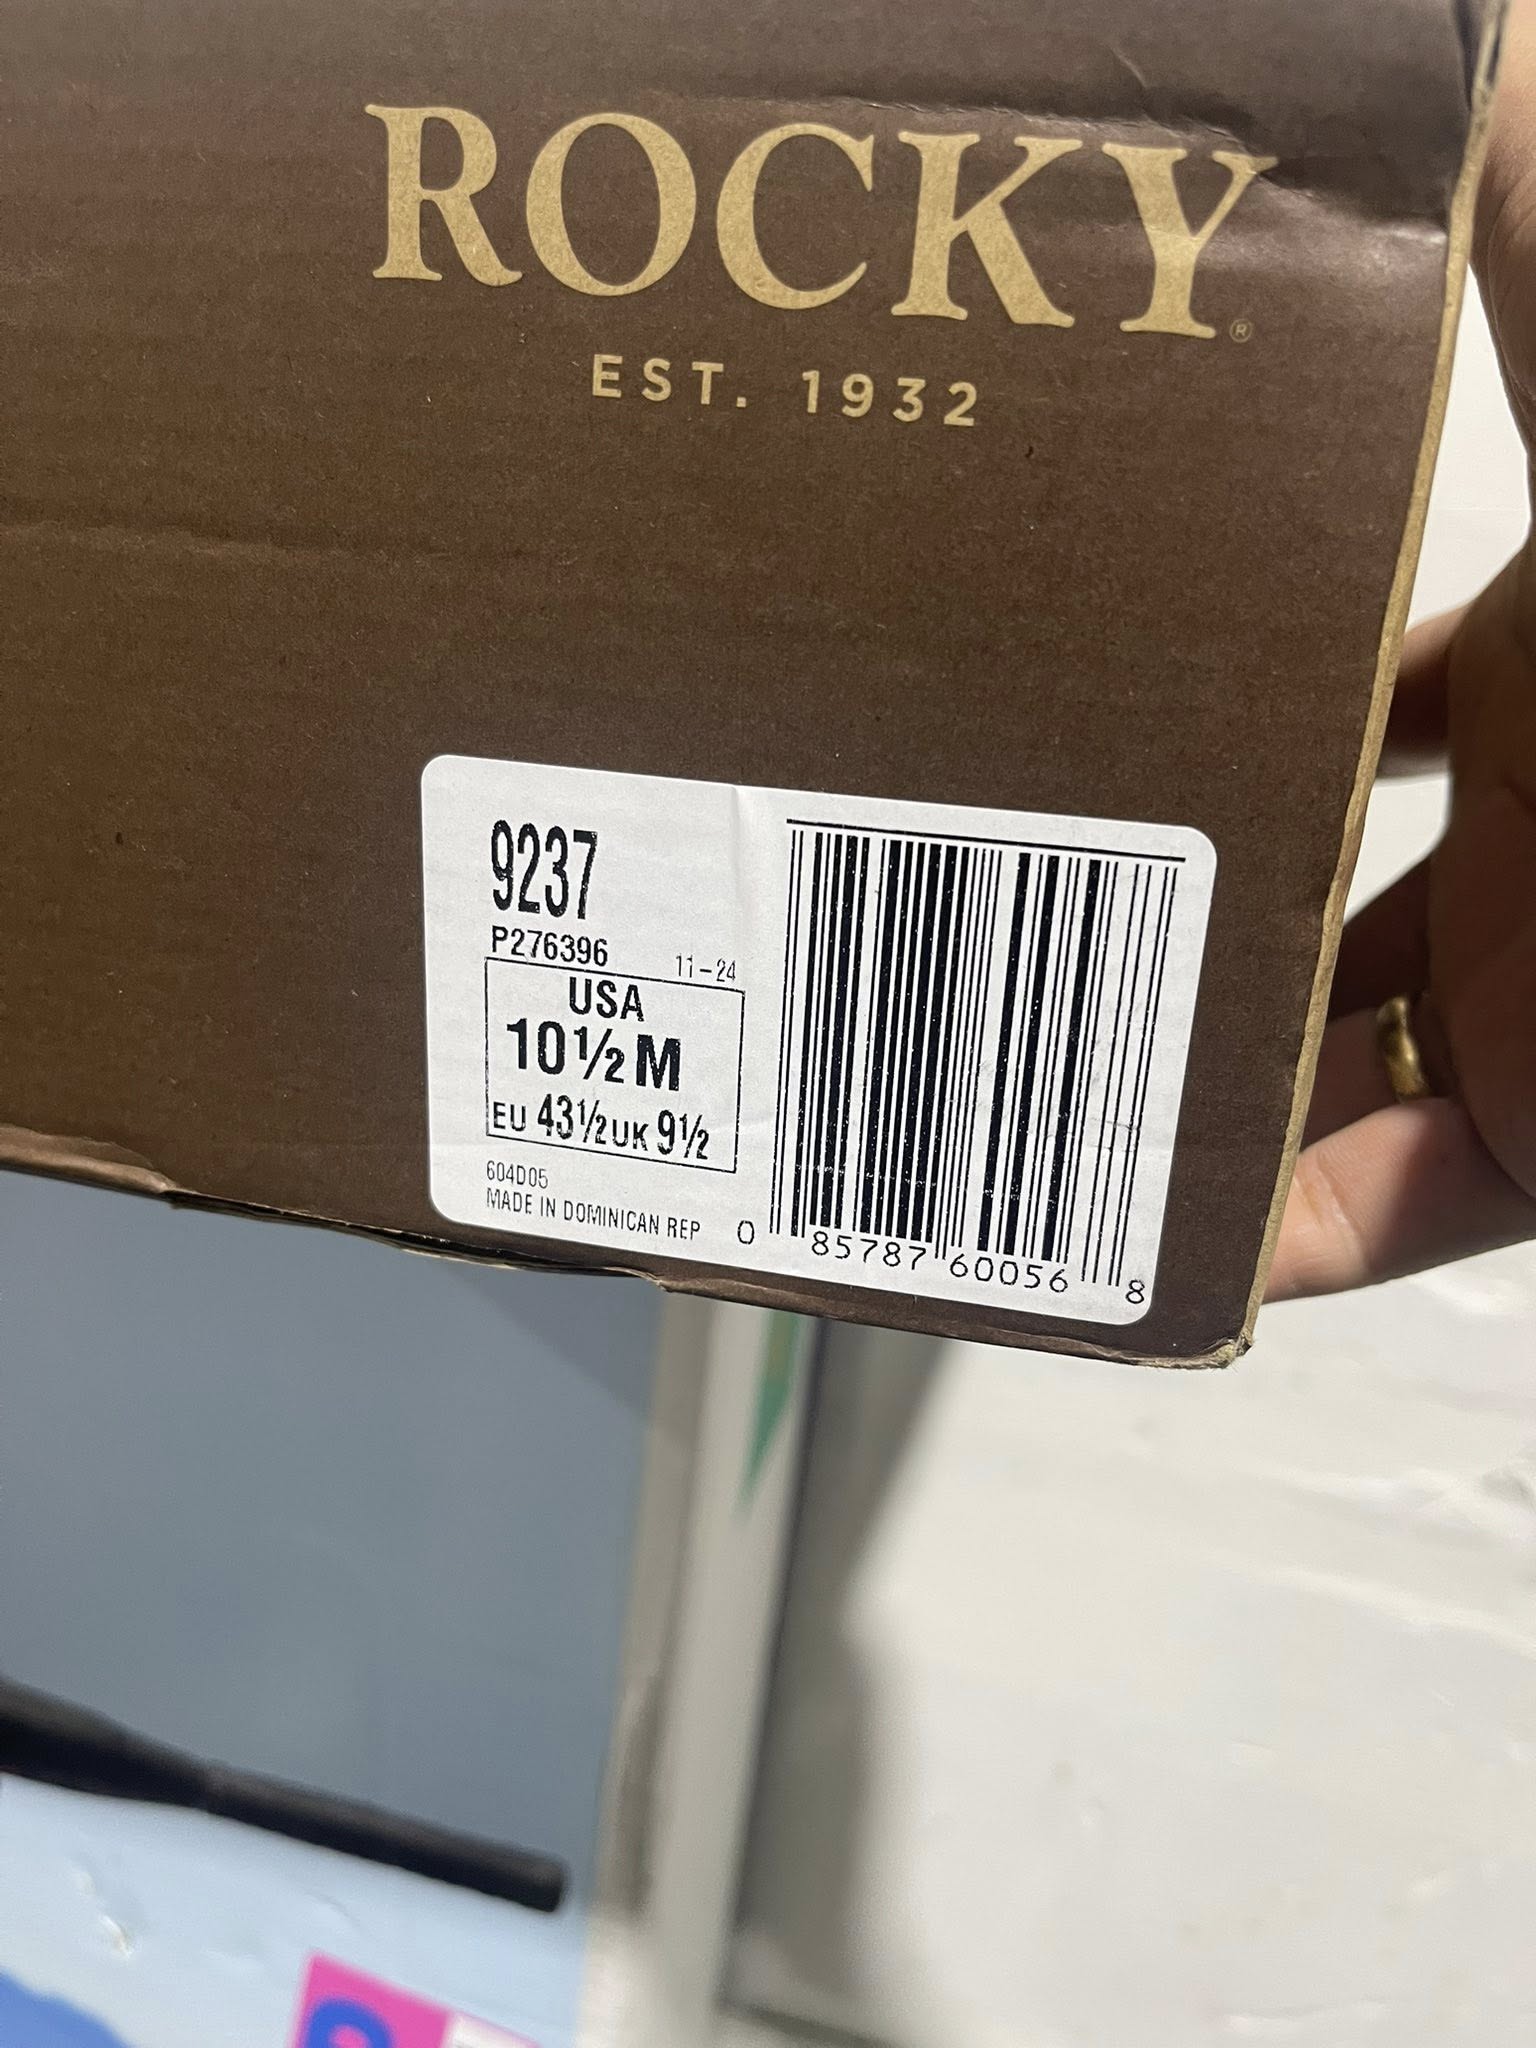 ROCKY®
EST. 1932
9237
P276396 11-24
USA
10½ M
EU 43½ UK 9½
604D05
MADE IN DOMINICAN REP
0 85787 60056 8